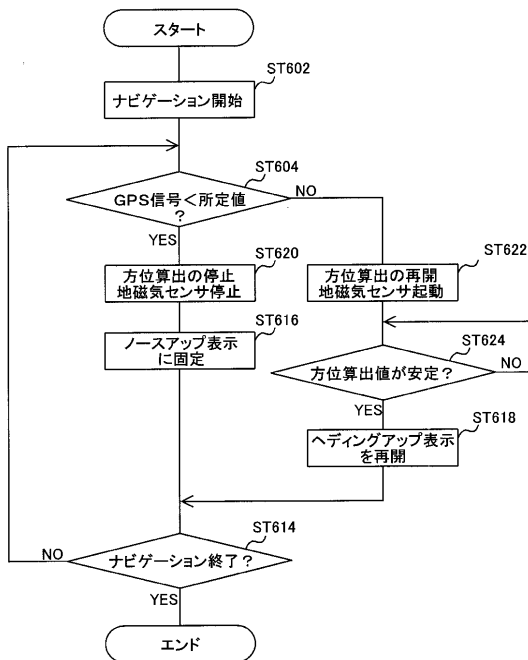 スタート
ST602
ナビゲーション開始
ST604
GPS信号＜所定値
?
NO
YES
ST620
方位算出の停止
地磁気センサ停止
ST622
方位算出の再開
地磁気センサ起動
ST616
ノースアップ表示
に固定
ST624
方位算出値が安定?
NO
YES
ST618
ヘディングアップ表示
を再開
ST614
ナビゲーション終了?
NO
YES
エンド